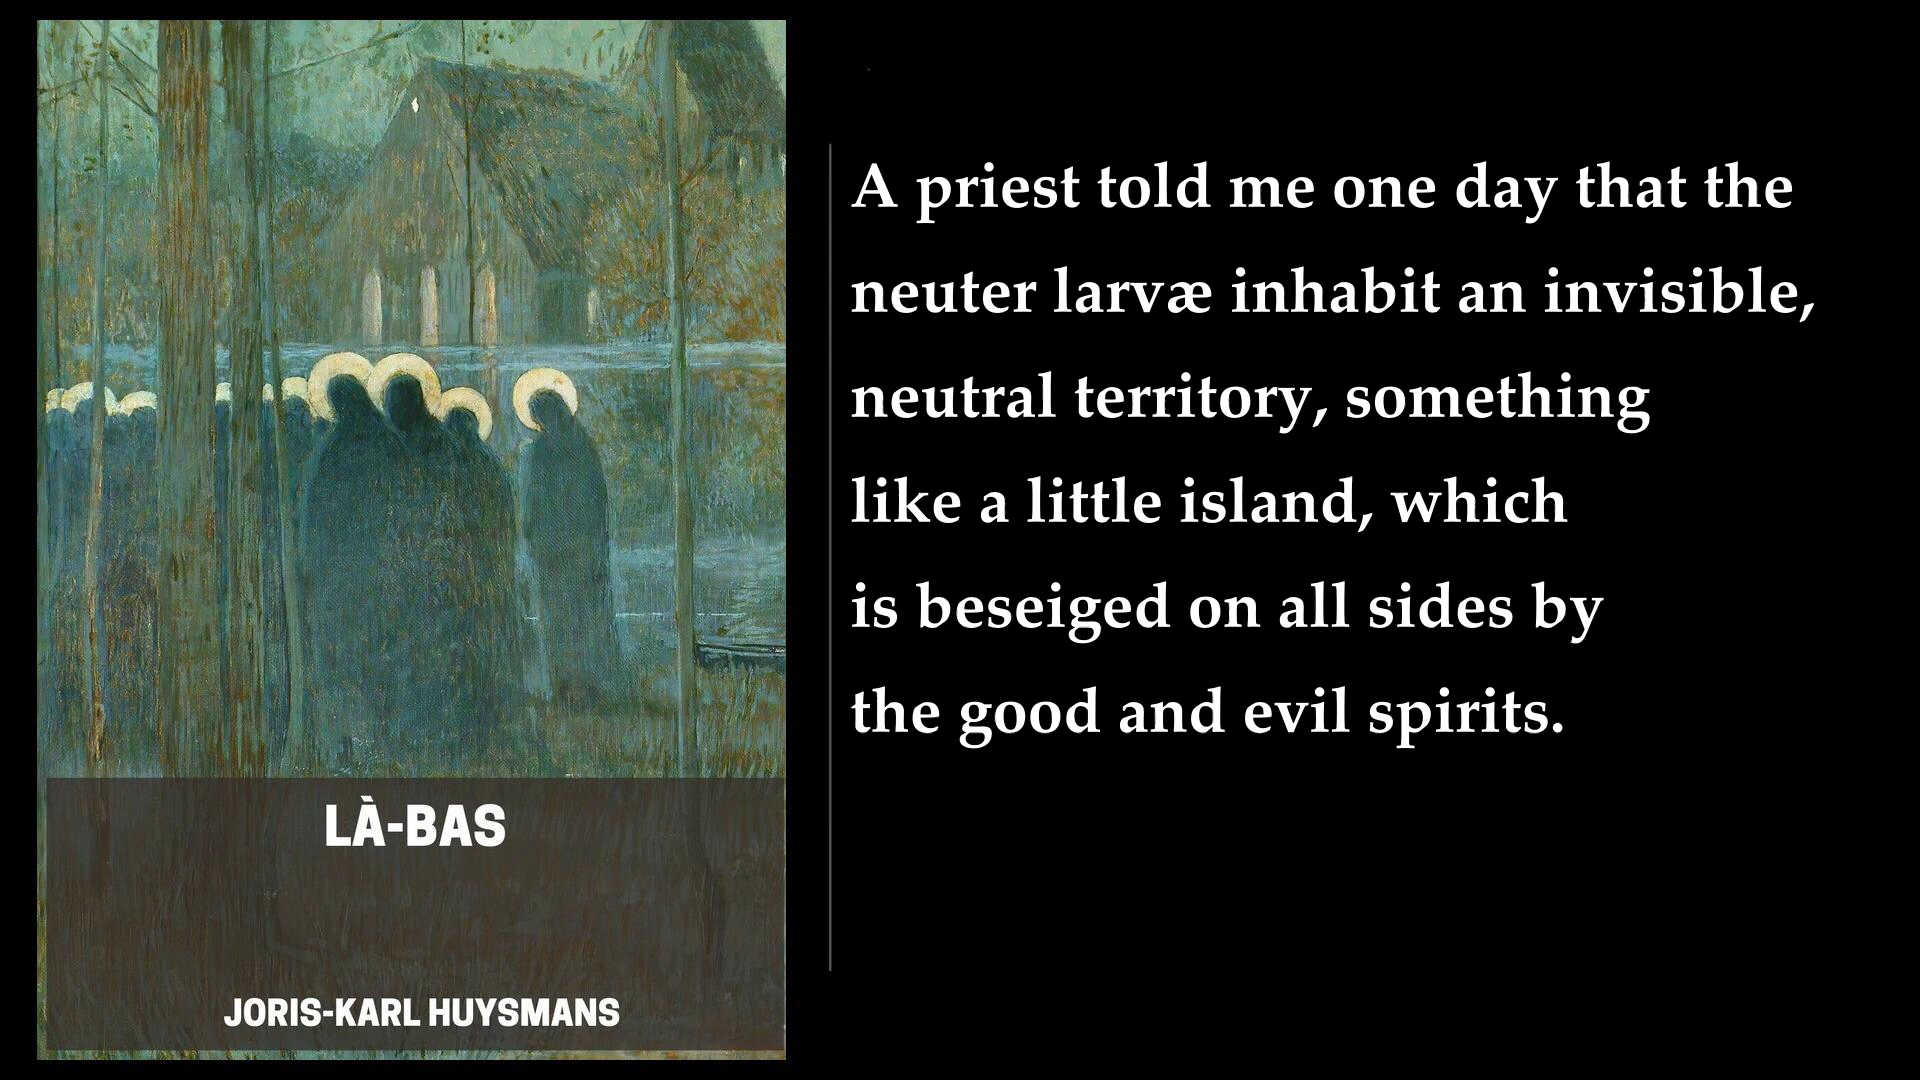 A priest told me one day that the
neuter larvæ inhabit an invisible,
neutral territory, something
like a little island, which
is beseiged on all sides by
the good and evil spirits.
LÀ-BAS
JORIS-KARL HUYSMANS